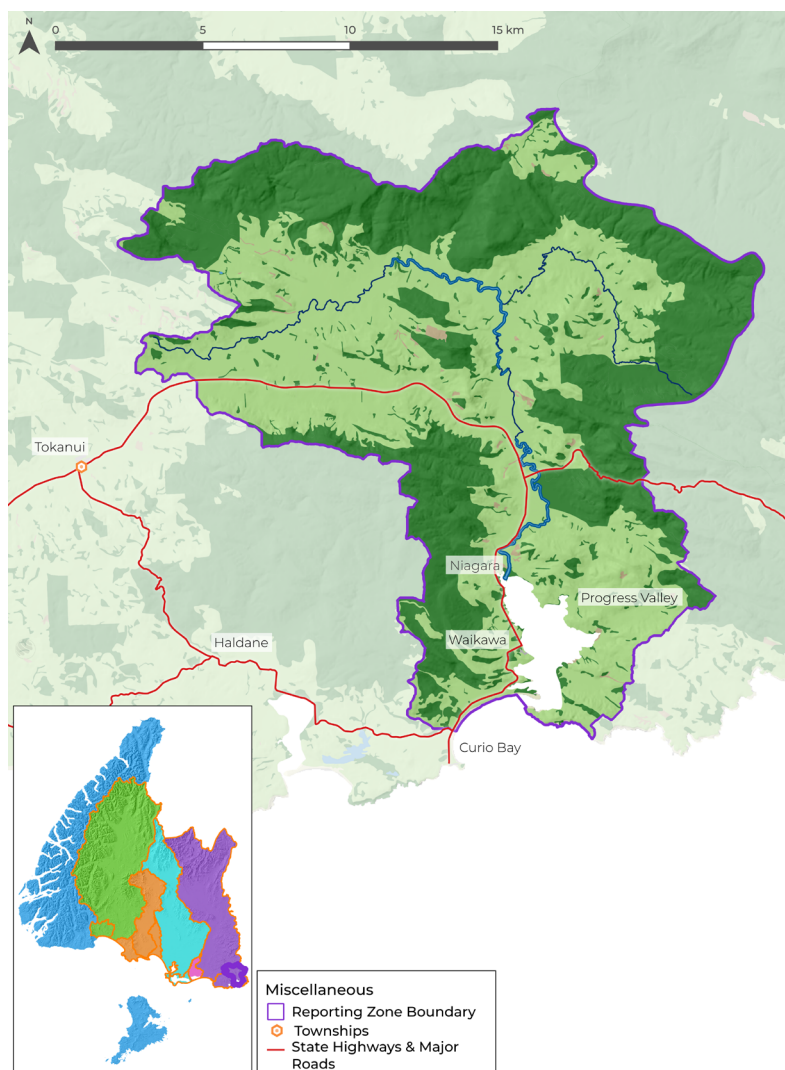 N
0 5 10 15 km
Tokanui
Niagara
Progress Valley
Waikawa
Haldane
Curio Bay
Miscellaneous
Reporting Zone Boundary
Townships
State Highways & Major
Roads